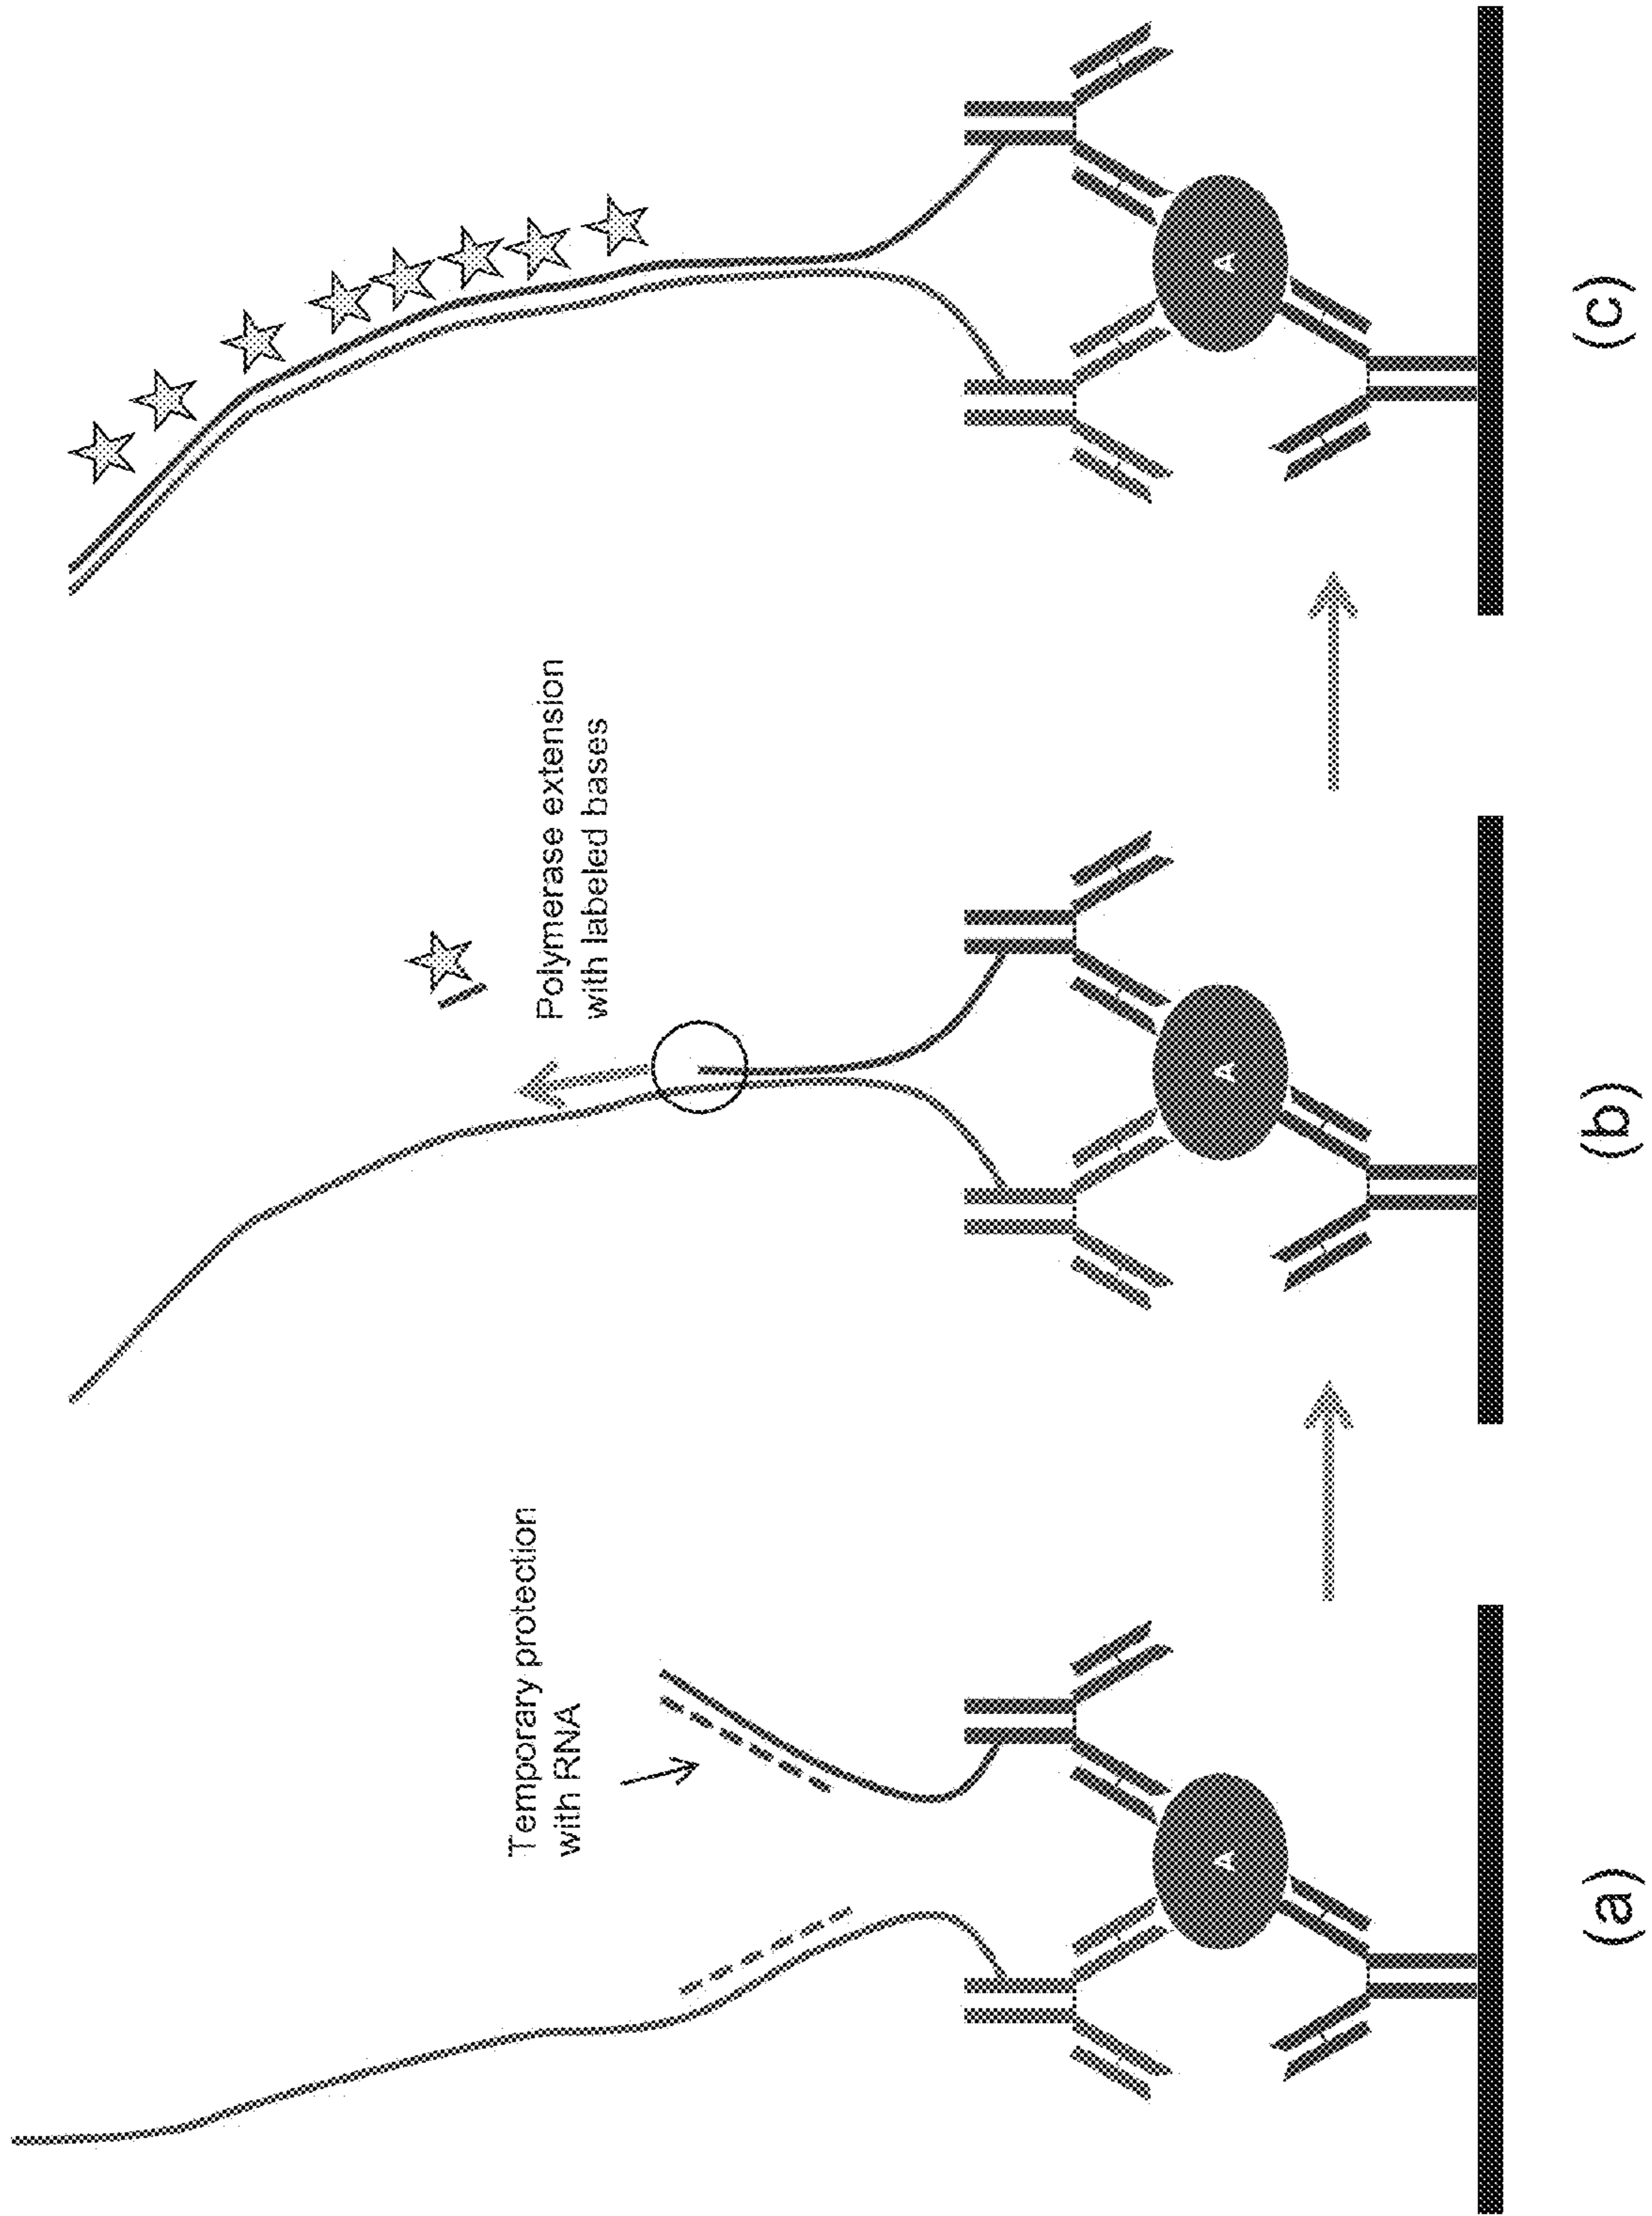 Temporary protection
with RNA
A
(a)
Polymerase extension
with labeled bases
A
(b)
A
(c)